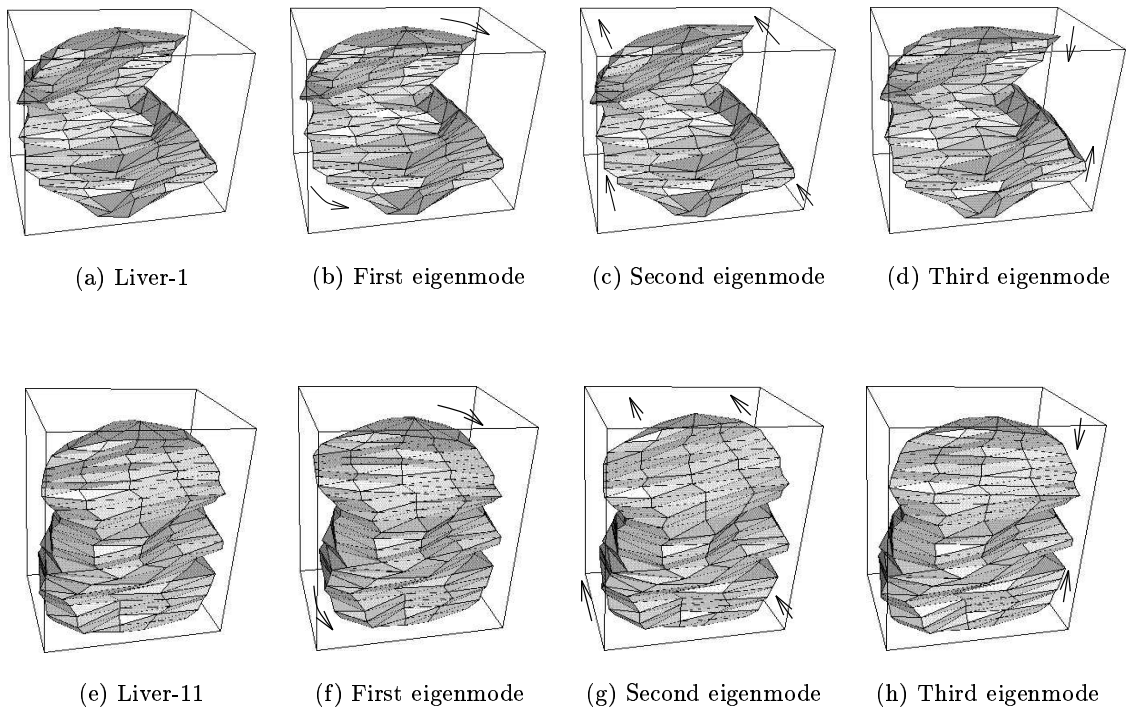 (a) Liver-1
(b) First eigenmode
(c) Second eigenmode
(d) Third eigenmode
(e) Liver-11
(f) First eigenmode
(g) Second eigenmode
(h) Third eigenmode